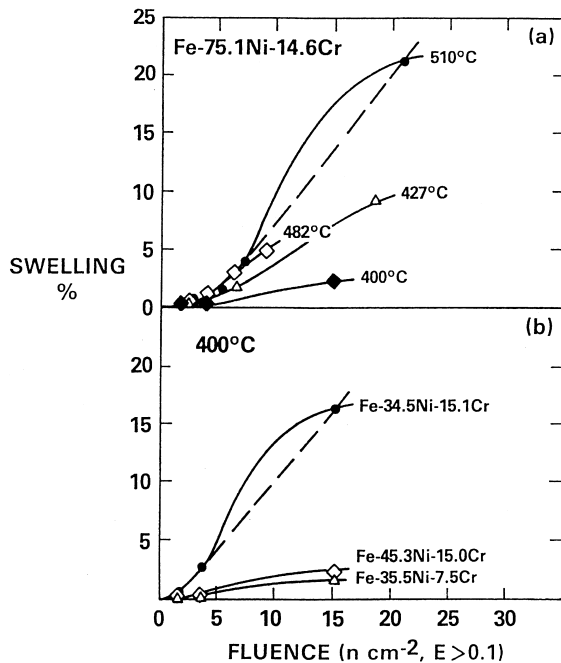 25
20
15
10
5
0
Fe-75.1Ni-14.6Cr
(a)
510°C
427°C
482°C
400°C
SWELLING
%
(b)
400°C
20
15
10
5
Fe-34.5Ni-15.1Cr
Fe-45.3Ni-15.0Cr
Fe-35.5Ni-7.5Cr
0 5 10 15 20 25 30
FLUENCE (n cm-2, E>0.1)